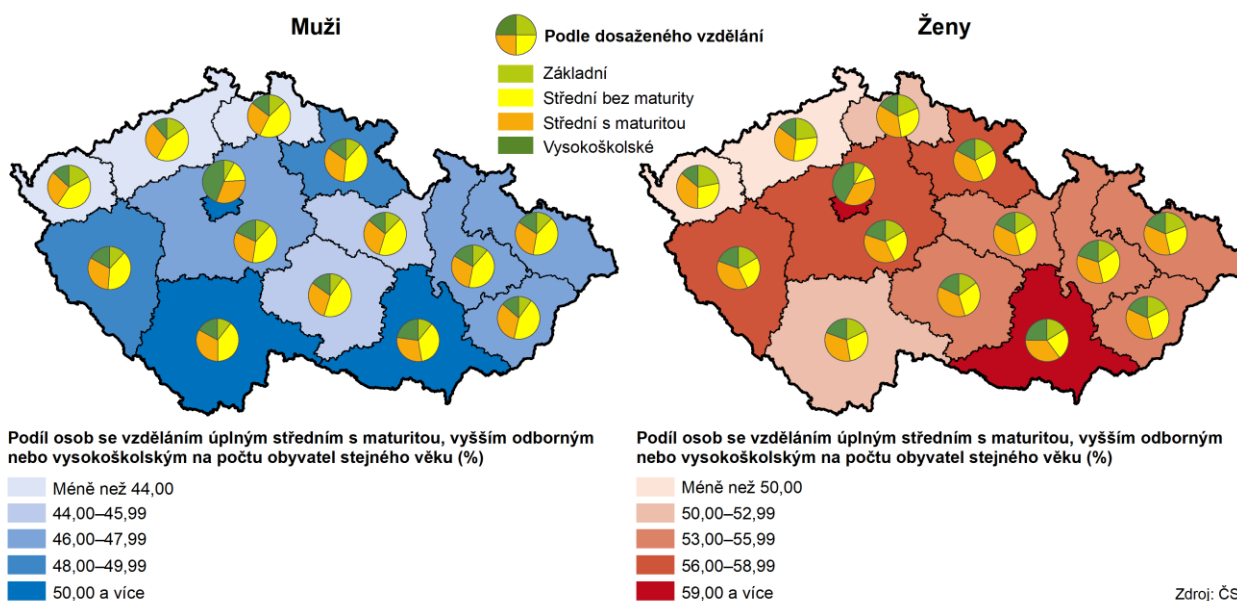 Muži
Podle dosaženého vzdělání
Základní
Střední bez maturity
Střední s maturitou
Vysokoškolské
Ženy
Podíl osob se vzděláním úplným středním s maturitou, vyšším odborným
nebo vysokoškolským na počtu obyvatel stejného věku (%)
Méně než 44,00
44,00–45,99
46,00–47,99
48,00–49,99
50,00 a více
Podíl osob se vzděláním úplným středním s maturitou, vyšším odborným
nebo vysokoškolským na počtu obyvatel stejného věku (%)
Méně než 50,00
50,00–52,99
53,00–55,99
56,00–58,99
59,00 a více
Zdroj: ČS